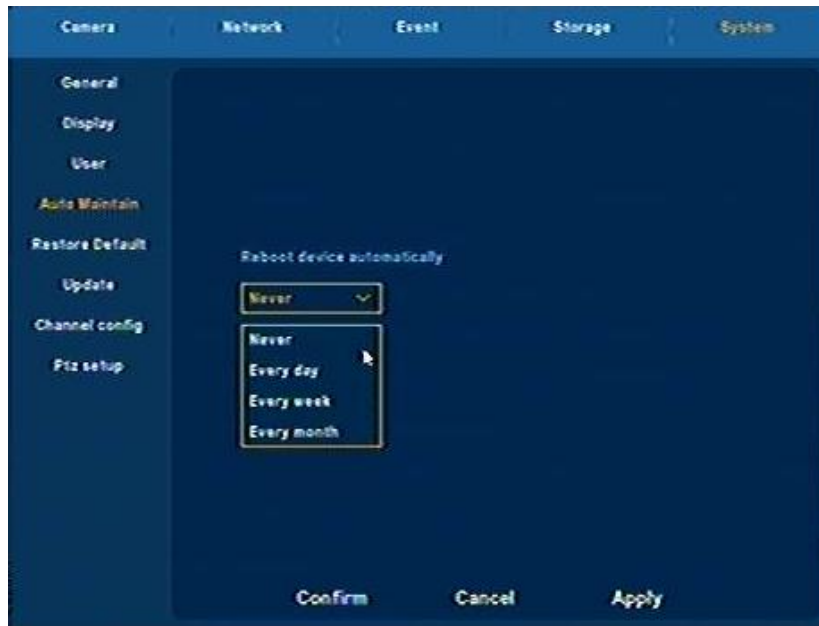 Camera Network Event Storage System
General
Display
User
Auto Maintain
Restore Default
Update
Channel config
Ptz setup
Reboot device automatically
Never
Never
Every day
Every week
Every month
Confirm Cancel Apply